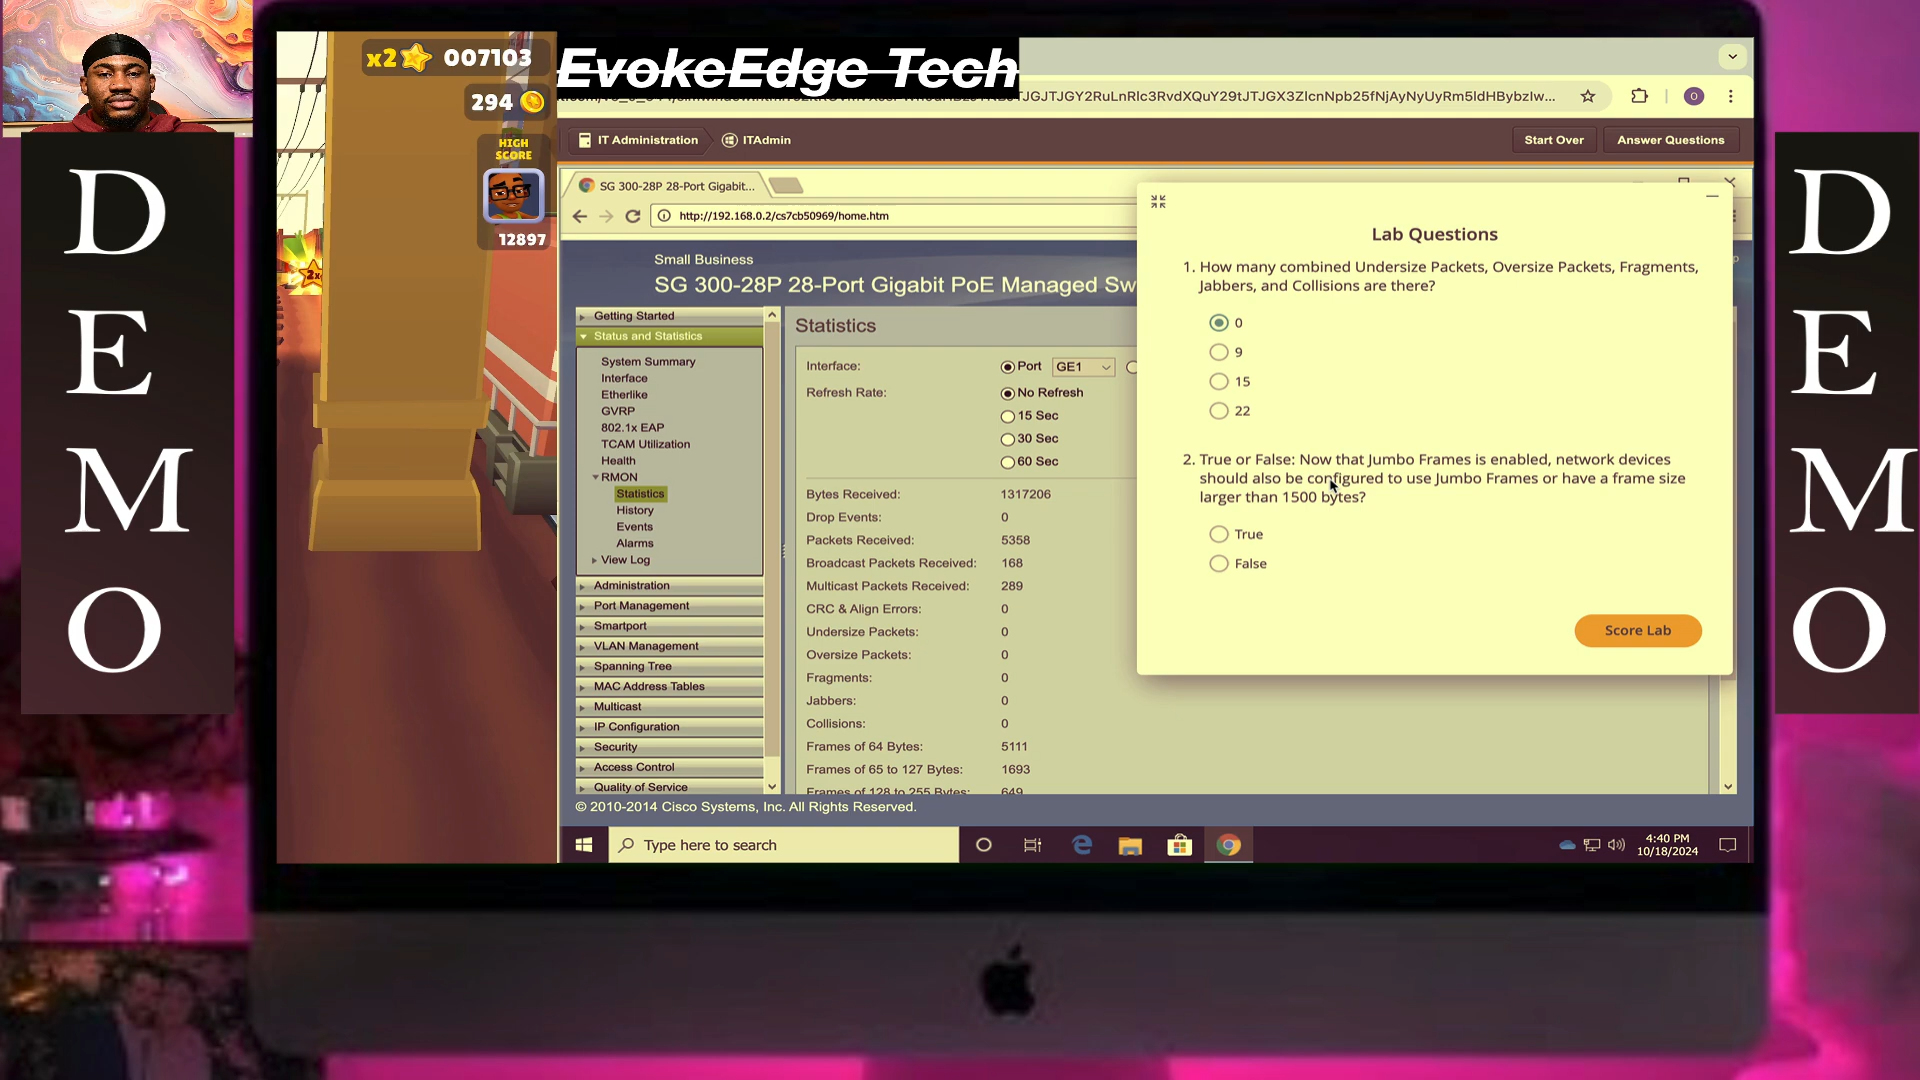 D
E
M
O
x2 007103
294
HIGH
SCORE
12897
EvokeEdge Tech
IT Administration
ITAdmin
Start Over
Answer Questions
SG 300-28P 28-Port Gigabit...
http://192.168.0.2/cs7cb50969/home.htm
Small Business
SG 300-28P 28-Port Gigabit PoE Managed Sw
Getting Started
Status and Statistics
System Summary
Interface
Etherlike
GVRP
802.1x EAP
TCAM Utilization
Health
RMON
Statistics
History
Events
Alarms
View Log
Administration
Port Management
Smartport
VLAN Management
Spanning Tree
MAC Address Tables
Multicast
IP Configuration
Security
Access Control
Quality of Service
Statistics
Interface: Port GE1
Refresh Rate: No Refresh
15 Sec
30 Sec
60 Sec
Bytes Received: 1317206
Drop Events: 0
Packets Received: 5358
Broadcast Packets Received: 168
Multicast Packets Received: 289
CRC & Align Errors: 0
Undersize Packets: 0
Oversize Packets: 0
Fragments: 0
Jabbers: 0
Collisions: 0
Frames of 64 Bytes: 5111
Frames of 65 to 127 Bytes: 1693
Frames of 128 to 255 Bytes: 649
© 2010-2014 Cisco Systems, Inc. All Rights Reserved.
Lab Questions
1. How many combined Undersize Packets, Oversize Packets, Fragments,
Jabbers, and Collisions are there?
0
9
15
22
2. True or False: Now that Jumbo Frames is enabled, network devices
should also be configured to use Jumbo Frames or have a frame size
larger than 1500 bytes?
True
False
Score Lab
Type here to search
4:40 PM
10/18/2024
D
E
M
O